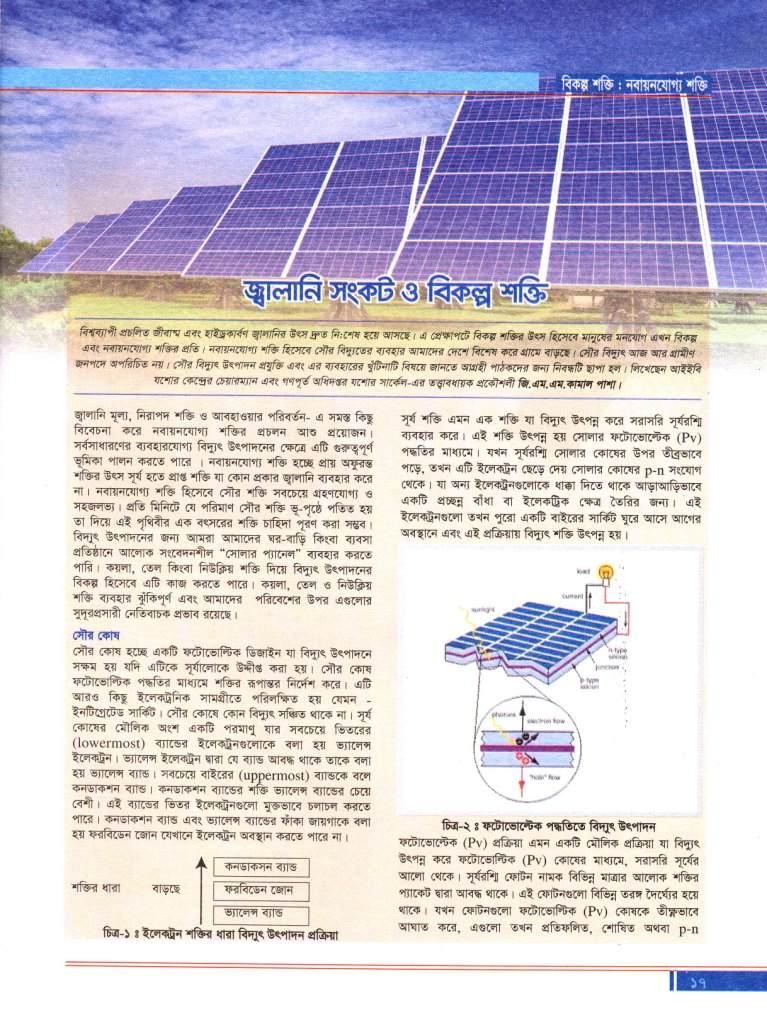 বিকল্প শক্তি : নবায়নযোগ্য শক্তি
জ্বালানি সংকট ও বিকল্প শক্তি
বিশ্বব্যাপী প্রচলিত জীবাশ্ম এবং হাইড্রকার্বণ জ্বালানির উৎস দ্রুত নি:শেষ হয়ে আসছে। এ প্রেক্ষাপটে বিকল্প শক্তির উৎস হিসেবে মানুষের মনযোগ এখন বিকল্প
এবং নবায়নযোগ্য শক্তির প্রতি। নবায়নযোগ্য শক্তি হিসেবে সৌর বিদ্যুতের ব্যবহার আমাদের দেশে বিশেষ করে গ্রামে বাড়ছে। সৌর বিদ্যুৎ আজ আর গ্রামীণ
জনপদে অপরিচিত নয়। সৌর বিদ্যুৎ উৎপাদন প্রযুক্তি এবং এর ব্যবহারের খুঁটিনাটি বিষয়ে জানতে আগ্রহী পাঠকদের জন্য নিবন্ধটি ছাপা হল। লিখেছেন আইইবি
যশোর কেন্দ্রের চেয়ারম্যান এবং গণপূর্ত অধিদপ্তর যশোর সার্কেল-এর তত্ত্বাবধায়ক প্রকৌশলী জি.এম.এম.কামাল পাশা।
জ্বালানি মূল্য, নিরাপদ শক্তি ও আবহাওয়ার পরিবর্তন- এ সমস্ত কিছু
বিবেচনা করে নবায়নযোগ্য শক্তির প্রচলন আশু প্রয়োজন।
সর্বসাধারণের ব্যবহারযোগ্য বিদ্যুৎ উৎপাদনের ক্ষেত্রে এটি গুরুত্বপূর্ণ
ভূমিকা পালন করতে পারে । নবায়নযোগ্য শক্তি হচ্ছে প্রায় অফুরন্ত
শক্তির উৎস সূর্য হতে প্রাপ্ত শক্তি যা কোন প্রকার জ্বালানি ব্যবহার করে
না। নবায়নযোগ্য শক্তি হিসেবে সৌর শক্তি সবচেয়ে গ্রহণযোগ্য ও
সহজলভ্য। প্রতি মিনিটে যে পরিমাণ সৌর শক্তি ভূ-পৃষ্ঠে পতিত হয়
তা দিয়ে এই পৃথিবীর এক বৎসরের শক্তি চাহিদা পূরণ করা সম্ভব।
বিদ্যুৎ উৎপাদনের জন্য আমরা আমাদের ঘর-বাড়ি কিংবা ব্যবসা
প্রতিষ্ঠানে আলোক সংবেদনশীল "সোলার প্যানেল" ব্যবহার করতে
পারি। কয়লা, তেল কিংবা নিউক্লিয় শক্তি দিয়ে বিদ্যুৎ উৎপাদনের
বিকল্প হিসেবে এটি কাজ করতে পারে। কয়লা, তেল ও নিউক্লিয়
শক্তি ব্যবহার ঝুঁকিপূর্ণ এবং আমাদের পরিবেশের উপর এগুলোর
সুদূরপ্রসারী নেতিবাচক প্রভাব রয়েছে।
সৌর কোষ
সৌর কোষ হচ্ছে একটি ফটোভোল্টিক ডিজাইন যা বিদ্যুৎ উৎপাদনে
সক্ষম হয় যদি এটিকে সূর্যালোকে উদ্দীপ্ত করা হয়। সৌর কোষ
ফটোভোল্টিক পদ্ধতির মাধ্যমে শক্তির রূপান্তর নির্দেশ করে। এটি
আরও কিছু ইলেকট্রনিক সামগ্রীতে পরিলক্ষিত হয় যেমন -
ইনটিগ্রেটেড সার্কিট। সৌর কোষে কোন বিদ্যুৎ সঞ্চিত থাকে না। সূর্য
কোষের মৌলিক অংশ একটি পরমাণু যার সবচেয়ে ভিতরের
(lowermost) ব্যান্ডের ইলেকট্রনগুলোকে বলা হয় ভ্যালেন্স
ইলেকট্রন। ভ্যালেন্স ইলেকট্রন দ্বারা যে ব্যান্ড আবদ্ধ থাকে তাকে বলা
হয় ভ্যালেন্স ব্যান্ড। সবচেয়ে বাইরের (uppermost) ব্যান্ডকে বলে
কনডাকশন ব্যান্ড। কনডাকশন ব্যান্ডের শক্তি ভ্যালেন্স ব্যান্ডের চেয়ে
বেশী। এই ব্যান্ডের ভিতর ইলেকট্রনগুলো মুক্তভাবে চলাচল করতে
পারে। কনডাকশন ব্যান্ড এবং ভ্যালেন্স ব্যান্ডের ফাঁকা জায়গাকে বলা
হয় ফরবিডেন জোন যেখানে ইলেকট্রন অবস্থান করতে পারে না।
কনডাকসন ব্যান্ড
শক্তির ধারা বাড়ছে
ফরবিডেন জোন
ভ্যালেন্স ব্যান্ড
চিত্র-১ ঃ ইলেকট্রন শক্তির ধারা বিদ্যুৎ উৎপাদন প্রক্রিয়া
সূর্য শক্তি এমন এক শক্তি যা বিদ্যুৎ উৎপন্ন করে সরাসরি সূর্যরশ্মি
ব্যবহার করে। এই শক্তি উৎপন্ন হয় সোলার ফটোভোল্টেক (Pv)
পদ্ধতির মাধ্যমে। যখন সূর্যরশ্মি সোলার কোষের উপর তীব্রভাবে
পড়ে, তখন এটি ইলেকট্রন ছেড়ে দেয় সোলার কোষের p-n সংযোগ
থেকে। যা অন্য ইলেকট্রনগুলোকে ধাক্কা দিতে থাকে আড়াআড়িভাবে
একটি প্রচ্ছন্ন বাঁধা বা ইলেকট্রিক ক্ষেত্র তৈরির জন্য। এই
ইলেকট্রনগুলো তখন পুরো একটি বাইরের সার্কিট ঘুরে আসে আগের
অবস্থানে এবং এই প্রক্রিয়ায় বিদ্যুৎ শক্তি উৎপন্ন হয়।
load
current
sunlight
n-type
silicon
junction
p-type
silicon
photons
electron flow
"hole" flow
চিত্র-২ ঃ ফটোভোল্টেক পদ্ধতিতে বিদ্যুৎ উৎপাদন
ফটোভোল্টেক (Pv) প্রক্রিয়া এমন একটি মৌলিক প্রক্রিয়া যা বিদ্যুৎ
উৎপন্ন করে ফটোভোল্টেক (Pv) কোষের মাধ্যমে, সরাসরি সূর্যের
আলো থেকে। সূর্যরশ্মি ফোটন নামক বিভিন্ন মাত্রার আলোক শক্তির
প্যাকেট দ্বারা আবদ্ধ থাকে। এই ফোটনগুলো বিভিন্ন তরঙ্গ দৈর্ঘ্যের হয়ে
থাকে। যখন ফোটনগুলো ফটোভোল্টেক (Pv) কোষকে তীক্ষ্ণভাবে
আঘাত করে, এগুলো তখন প্রতিফলিত, শোষিত অথবা p-n
১৭